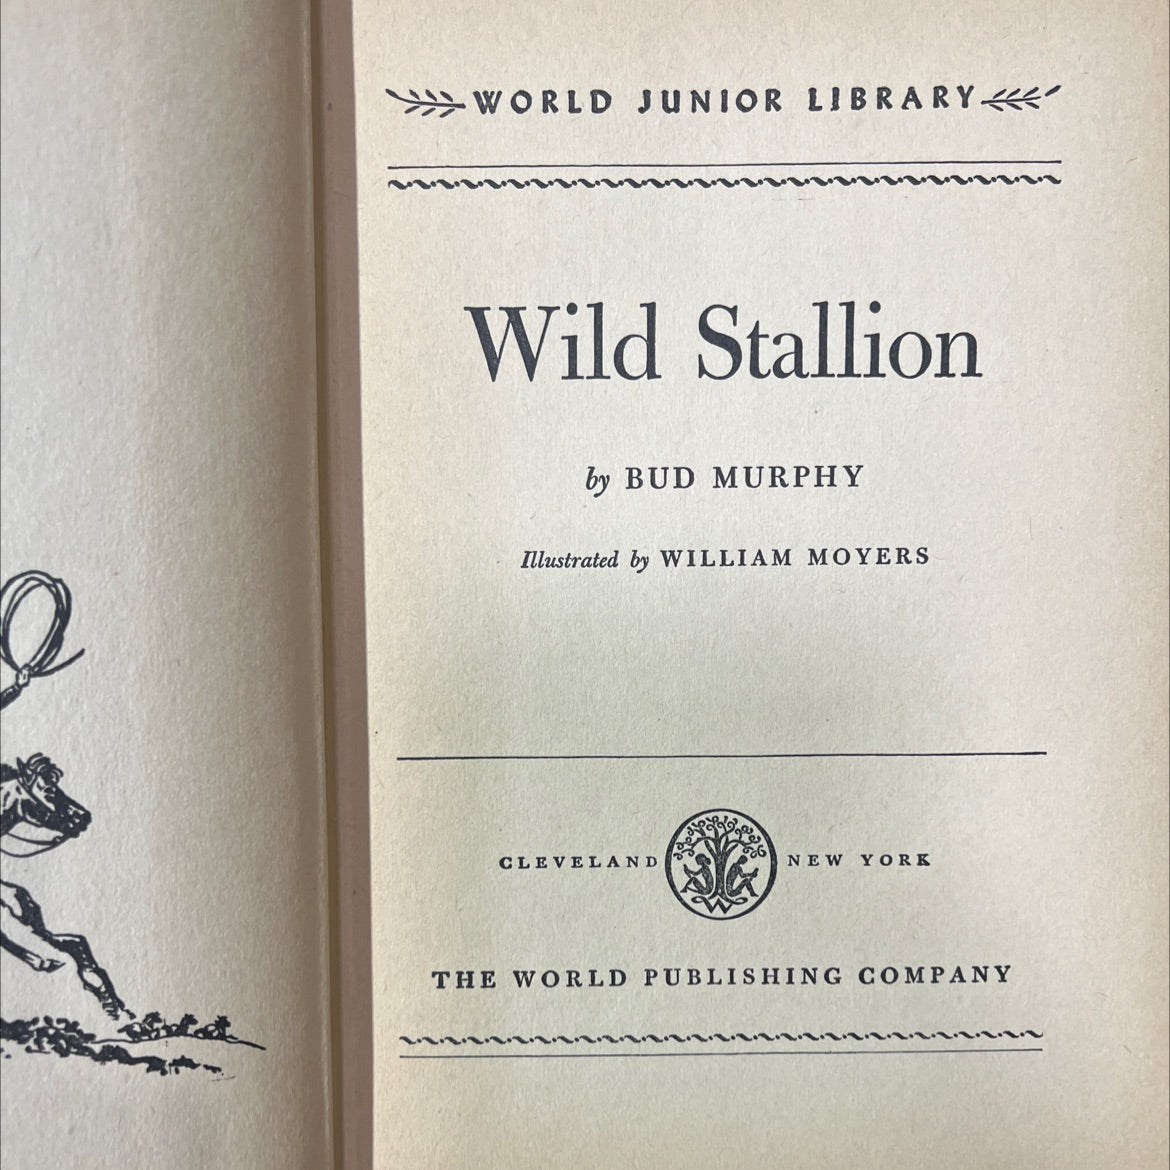 WORLD JUNIOR LIBRARY
Wild Stallion
by BUD MURPHY
Illustrated by WILLIAM MOYERS
CLEVELAND W NEW YORK
THE WORLD PUBLISHING COMPANY